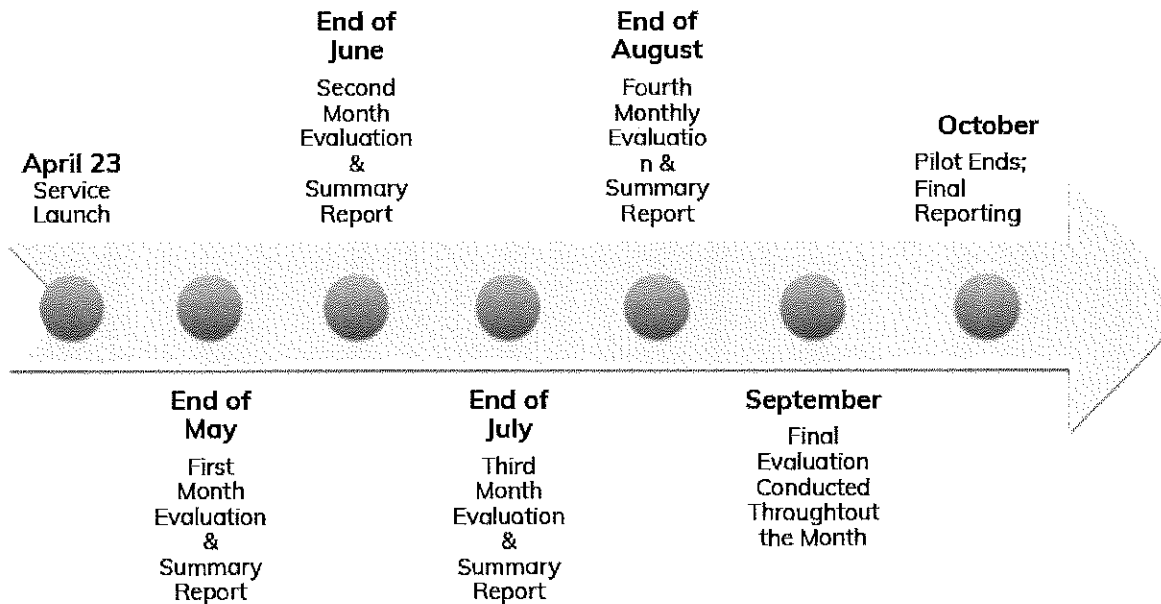 April 23
Service
Launch
End of
May
First
Month
Evaluation
&
Summary
Report
End of
June
Second
Month
Evaluation
&
Summary
Report
End of
July
Third
Month
Evaluation
&
Summary
Report
End of
August
Fourth
Monthly
Evaluatio
n &
Summary
Report
September
Final
Evaluation
Conducted
Throughtout
the Month
October
Pilot Ends;
Final
Reporting